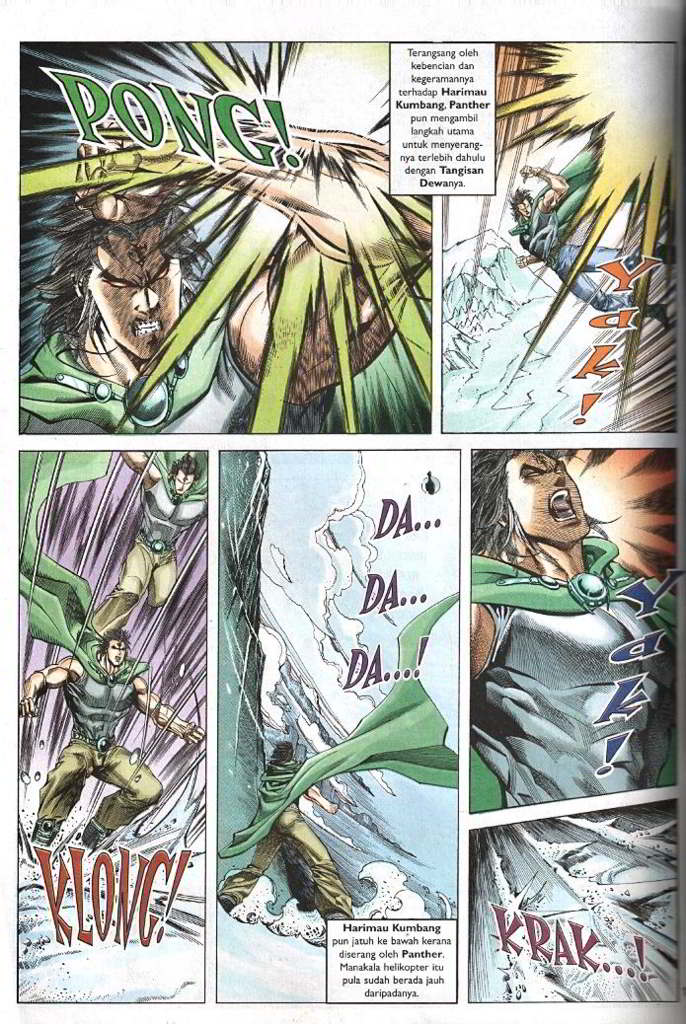 PONG!
Terangsang oleh
kebencian dan
kegeramannya
terhadap Harimau
Kumbang, Panther
pun mengambil
langkah utama
untuk menyerang-
nya terlebih dahulu
dengan Tangisan
Dewanya.
Yak!
KLONG!
DA...
DA...
DA...!
Harimau Kumbang
pun jatuh ke bawah kerana
diserang oleh Panther.
Manakala helikopter itu
pula sudah berada jauh
daripadanya.
Yak!
KRAK...!